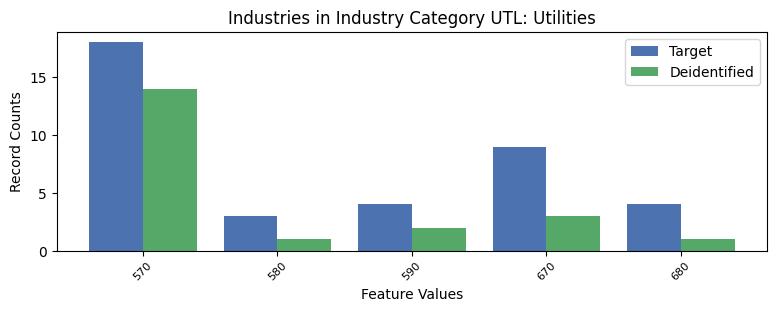 Industries in Industry Category UTL: Utilities
Target
Deidentified
Record Counts
15
10
5
0
570
580
590
670
680
Feature Values